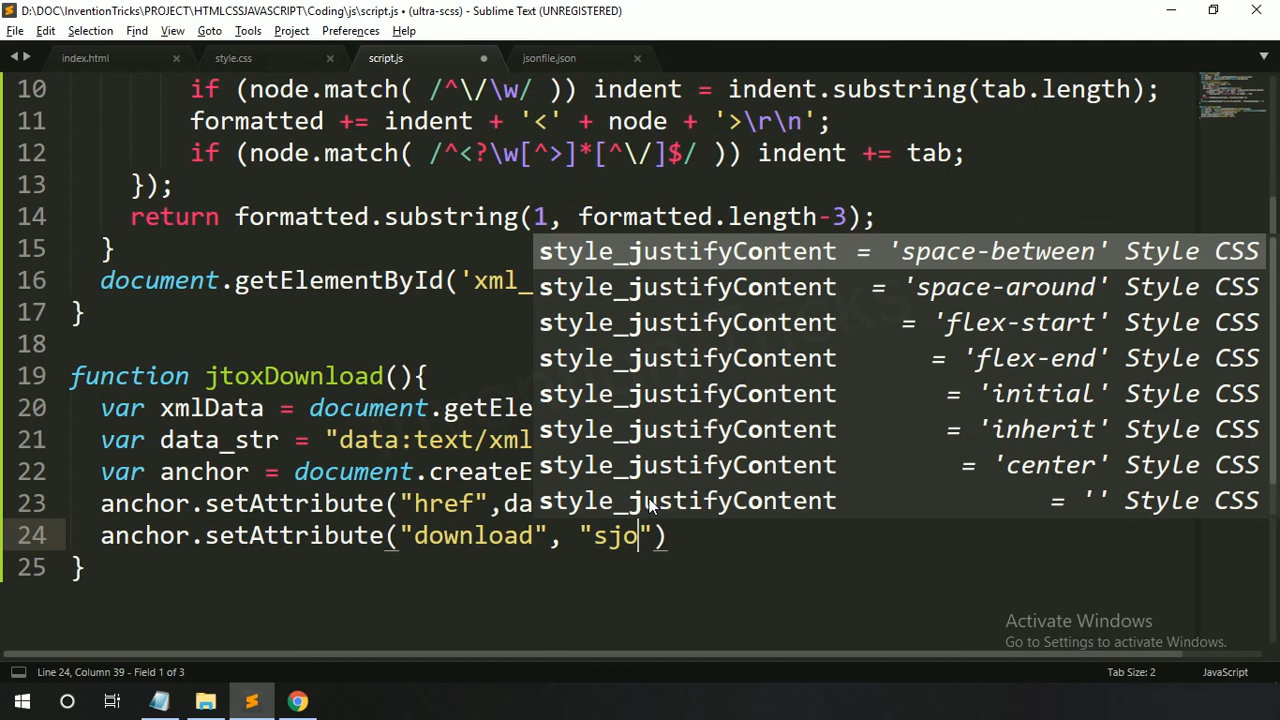 D:\DOC\InventionTricks\PROJECT\HTMLCSSJAVASCRIPT\Coding\js\script.js • (ultra-scss) - Sublime Text (UNREGISTERED)
File Edit Selection Find View Goto Tools Project Preferences Help
index.html style.css script.js jsonfile.json
10 if (node.match( /^\/\w/ )) indent = indent.substring(tab.length);
11 formatted += indent + '<' + node + '>\r\n';
12 if (node.match( /^<?\w[^>]*[^\/]$/ )) indent += tab;
13 });
14 return formatted.substring(1, formatted.length-3);
15 }
style_justifyContent = 'space-between' Style CSS
16 document.getElementById('xml_
style_justifyContent = 'space-around' Style CSS
17 }
style_justifyContent = 'flex-start' Style CSS
18
style_justifyContent = 'flex-end' Style CSS
19 function jtoxDownload(){
style_justifyContent = 'initial' Style CSS
20 var xmlData = document.getEle
style_justifyContent = 'inherit' Style CSS
21 var data_str = "data:text/xml
style_justifyContent = 'center' Style CSS
22 var anchor = document.createE
style_justifyContent = '' Style CSS
23 anchor.setAttribute("href",da
24 anchor.setAttribute("download", "sjo")
25 }
Activate Windows
Go to Settings to activate Windows.
Line 24, Column 39 - Field 1 of 3 Tab Size: 2 JavaScript